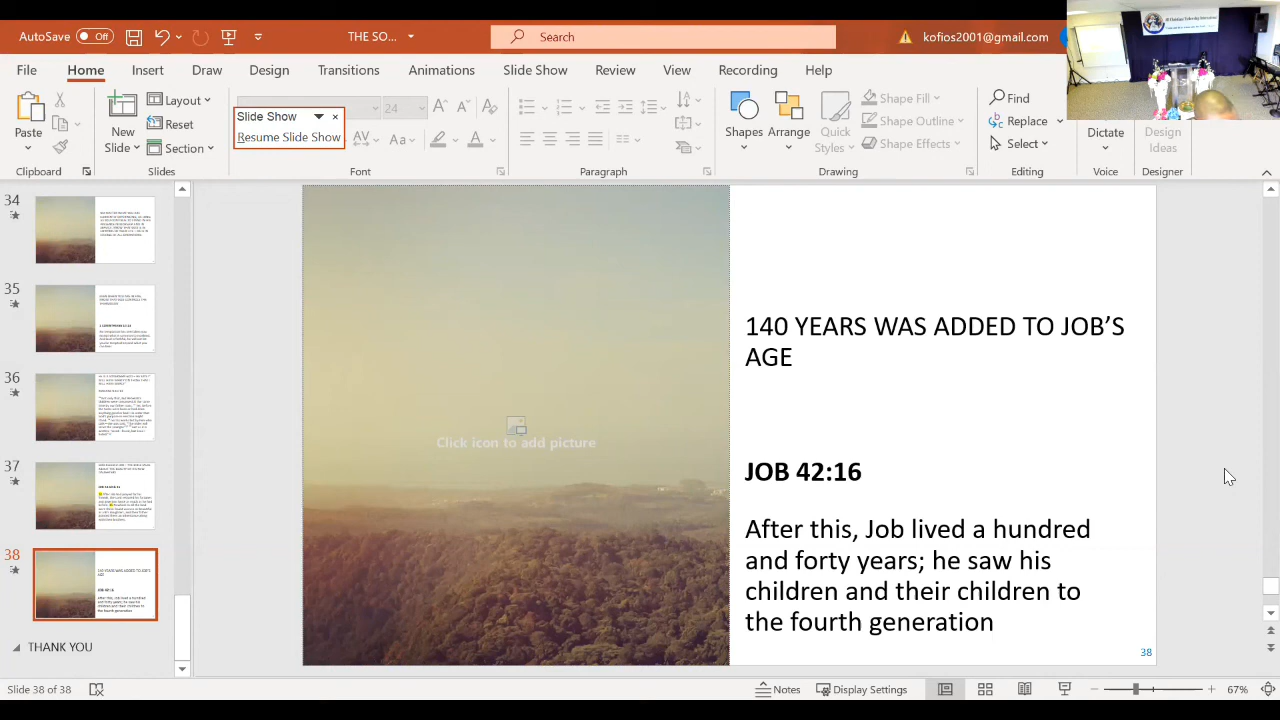 AutoSave Off
THE SO...
Search
kofios2001@gmail.com
File Home Insert Draw Design Transitions Animations Slide Show Review View Recording Help
Paste
Clipboard
New
Slide
Layout
Reset
Section
Slides
24
Slide Show
Resume Slide Show
Aa
Font
Paragraph
Shapes
Arrange
Quick
Styles
Shape Fill
Shape Outline
Shape Effects
Drawing
Find
Replace
Select
Editing
Dictate
Voice
Design
Ideas
Designer
34
35
36
37
38
THANK YOU
Click icon to add picture
140 YEARS WAS ADDED TO JOB’S
AGE
JOB 42:16
After this, Job lived a hundred
and forty years; he saw his
children and their children to
the fourth generation
38
Slide 38 of 38
Notes
Display Settings
67%